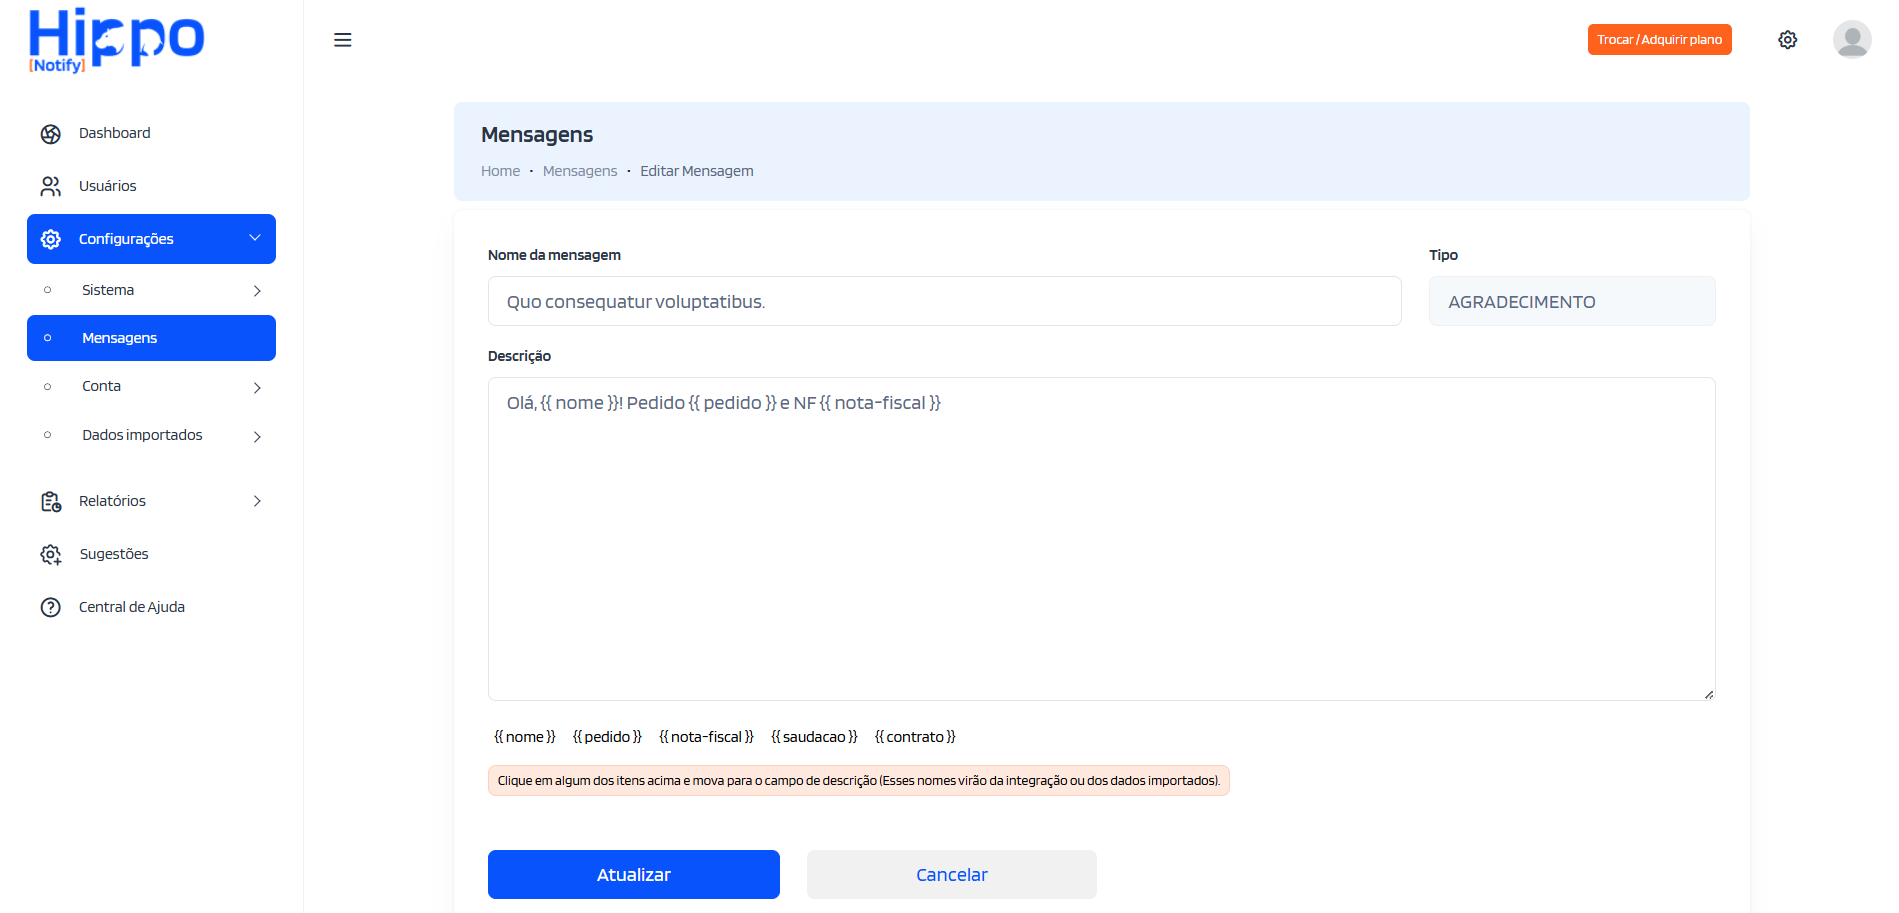 Hippo
[Notify]
Trocar / Adquirir plano
Dashboard
Usuários
Configurações
Sistema
Mensagens
Conta
Dados importados
Relatórios
Sugestões
Central de Ajuda
Mensagens
Home • Mensagens • Editar Mensagem
Nome da mensagem
Quo consequatur voluptatibus.
Tipo
AGRADECIMENTO
Descrição
Olá, {{ nome }}! Pedido {{ pedido }} e NF {{ nota-fiscal }}
{{ nome }} {{ pedido }} {{ nota-fiscal }} {{ saudacao }} {{ contrato }}
Clique em algum dos itens acima e mova para o campo de descrição (Esses nomes virão da integração ou dos dados importados).
Atualizar
Cancelar